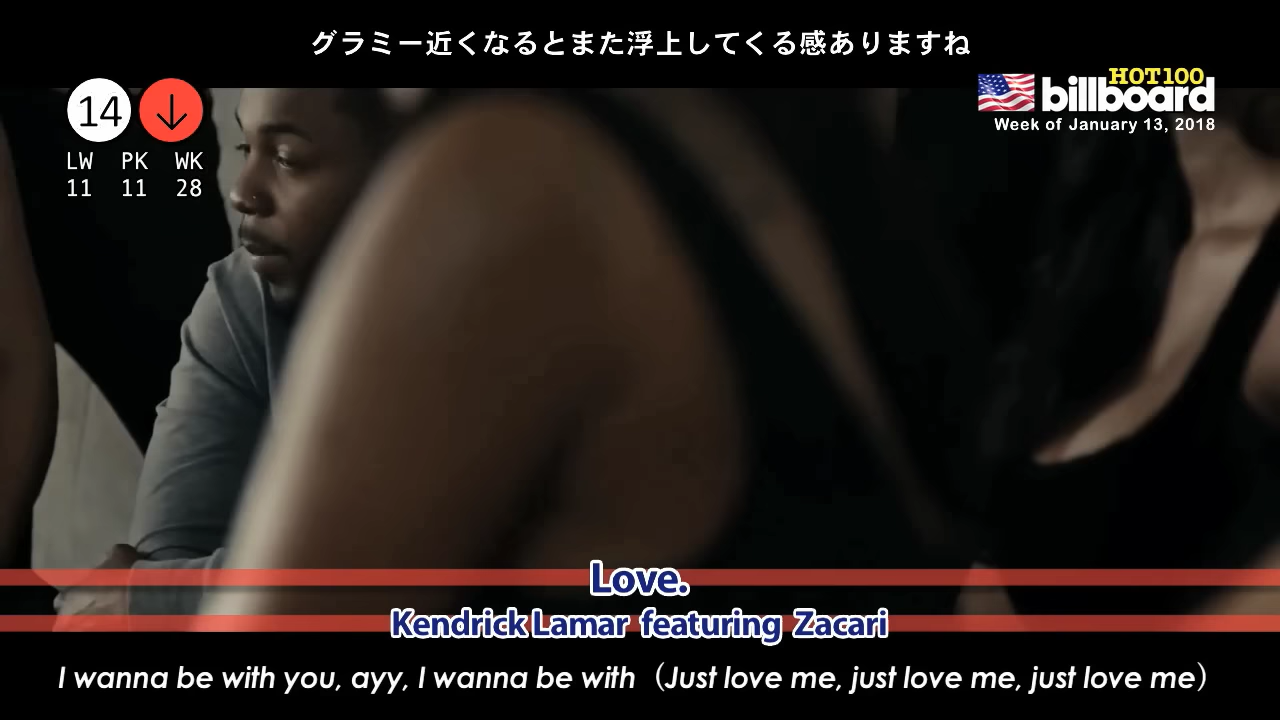 グラミー近くなるとまた浮上してくる感ありますね
14 ↓
LW PK WK
11 11 28
HOT100
billboard
Week of January 13, 2018
Love.
Kendrick Lamar featuring Zacari
I wanna be with you, ayy, I wanna be with（Just love me, just love me, just love me）